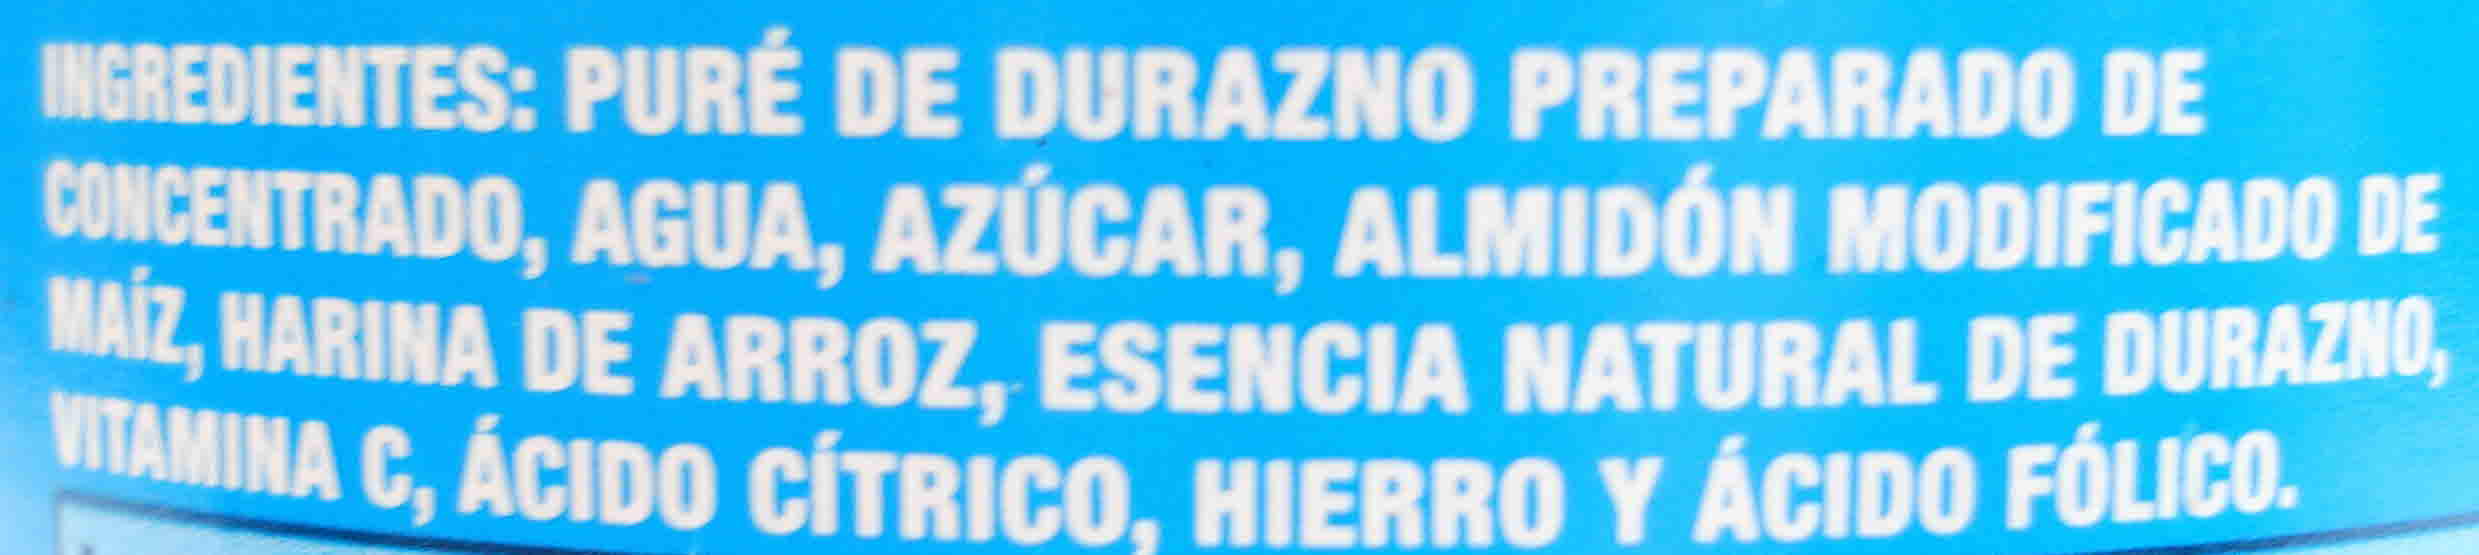 INGREDIENTES: PURÉ DE DURAZNO PREPARADO DE
CONCENTRADO, AGUA, AZÚCAR, ALMIDÓN MODIFICADO DE
MAÍZ, HARINA DE ARROZ, ESENCIA NATURAL DE DURAZNO,
VITAMINA C, ÁCIDO CÍTRICO, HIERRO Y ÁCIDO FÓLICO.